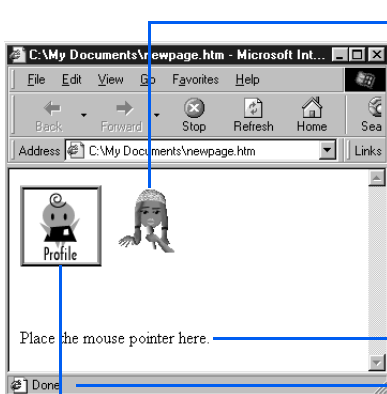 C:\My Documents\newpage.htm - Microsoft Int...
File Edit View Go Favorites Help
Back Forward Stop Refresh Home Sea
Address C:\My Documents\newpage.htm Links
Profile
Place the mouse pointer here.
Done